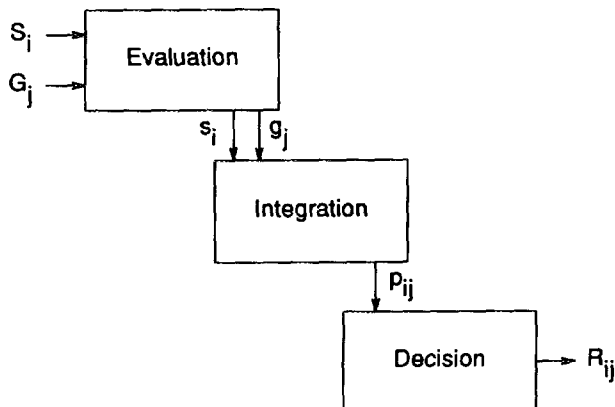 S_i
Evaluation
G_j
s_i
g_j
Integration
p_ij
Decision
R_ij